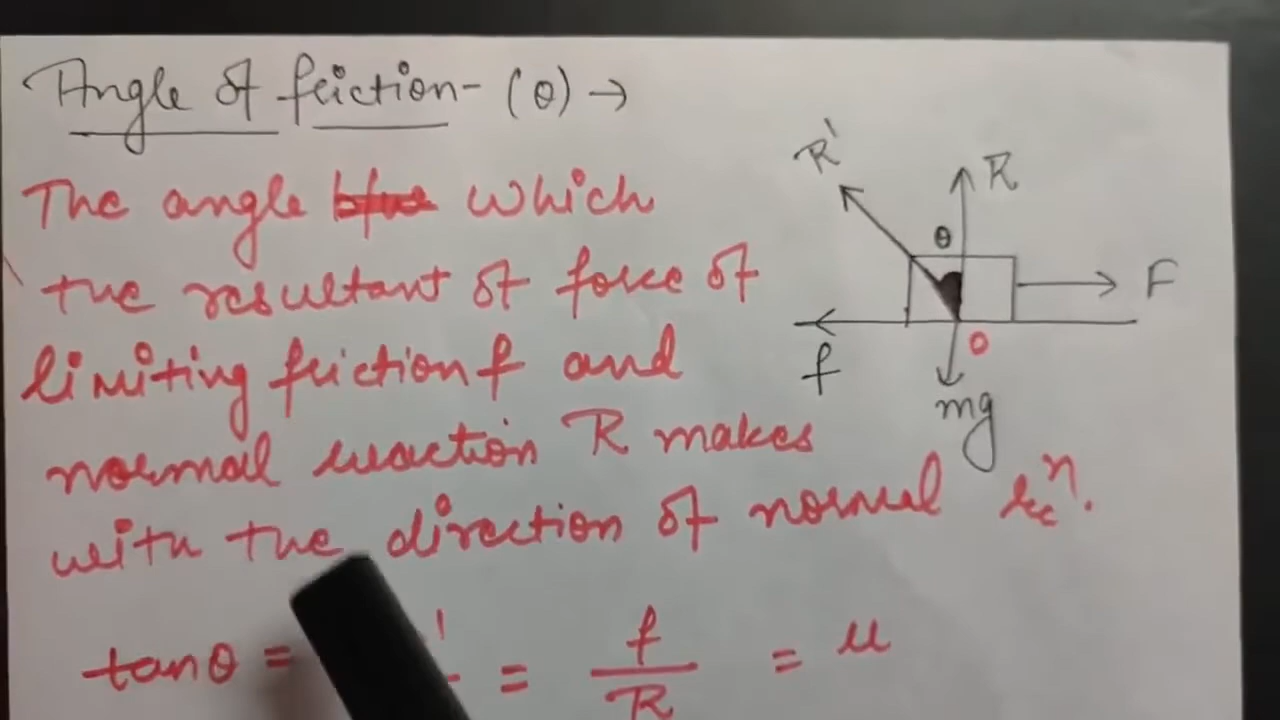 Angle of friction- (θ) →
The angle which
the resultant of force of
limiting friction f and
normal reaction R makes
with the direction of normal
tanθ = = f/R = μ
R'
R
θ
F
f
O
mg